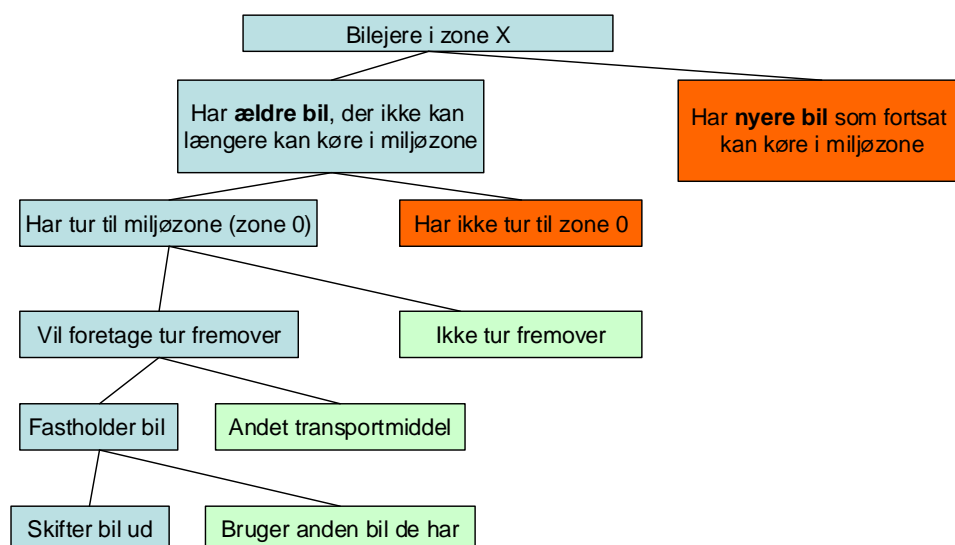 Bilejere i zone X
Har ældre bil, der ikke kan
længere kan køre i miljøzone
Har nyere bil som fortsat
kan køre i miljøzone
Har tur til miljøzone (zone 0)
Har ikke tur til zone 0
Vil foretage tur fremover
Ikke tur fremover
Fastholder bil
Andet transportmiddel
Skifter bil ud
Bruger anden bil de har